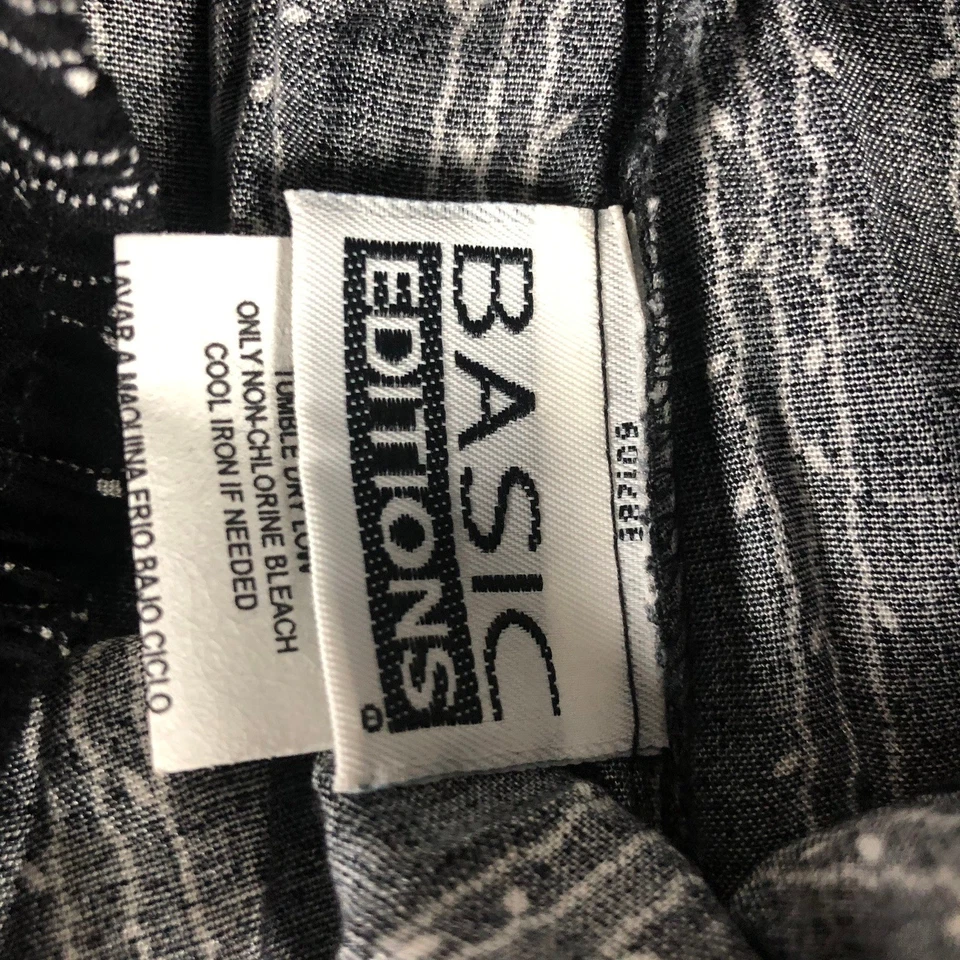 BASIC
EDITIONS
®
TUMBLE DRY LOW
ONLY NON-CHLORINE BLEACH
COOL IRON IF NEEDED
LAVAR A MAQUINA FRIO BAJO CICLO